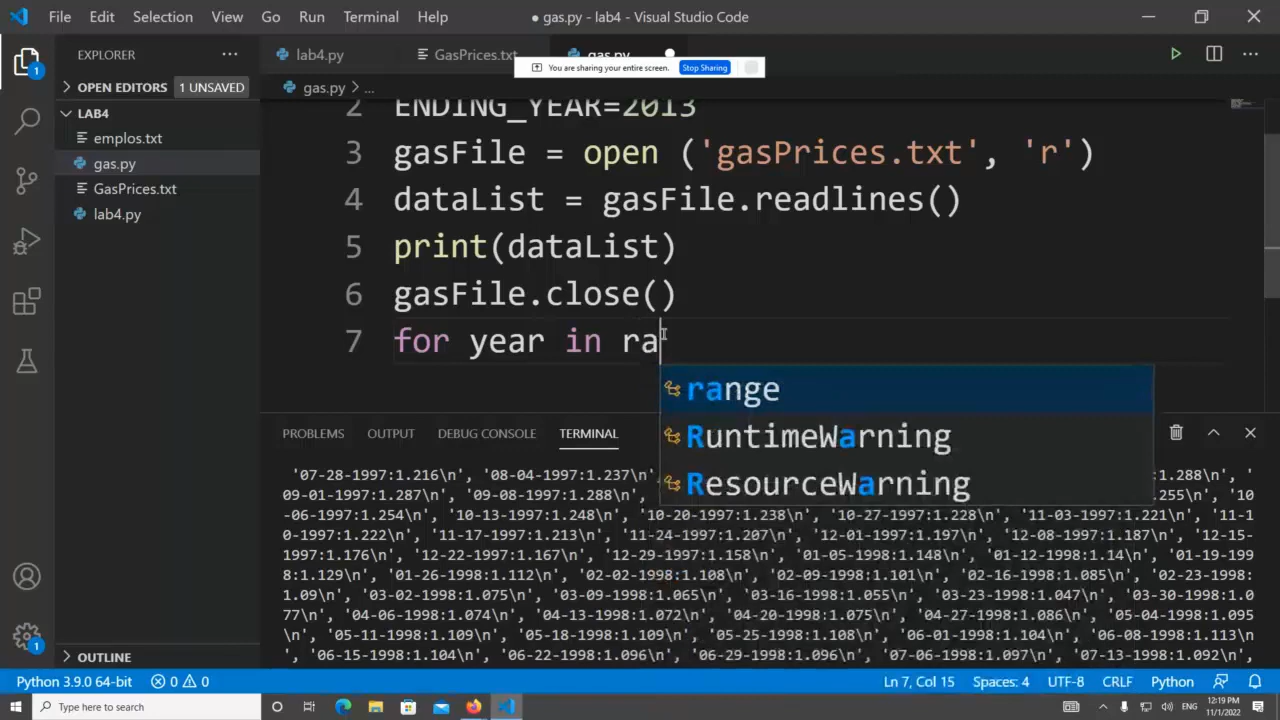 File Edit Selection View Go Run Terminal Help
● gas.py - lab4 - Visual Studio Code
EXPLORER
lab4.py
GasPrices.txt
gas.py
You are sharing your entire screen. Stop Sharing
OPEN EDITORS 1 UNSAVED
gas.py > ...
LAB4
emplos.txt
gas.py
GasPrices.txt
lab4.py
2 ENDING_YEAR=2013
3 gasFile = open ('gasPrices.txt', 'r')
4 dataList = gasFile.readlines()
5 print(dataList)
6 gasFile.close()
7 for year in ra
range
RuntimeWarning
ResourceWarning
PROBLEMS OUTPUT DEBUG CONSOLE TERMINAL
'07-28-1997:1.216\n', '08-04-1997:1.237\n', 1.288\n', '
09-01-1997:1.287\n', '09-08-1997:1.288\n', .255\n', '10
-06-1997:1.254\n', '10-13-1997:1.248\n', '10-20-1997:1.238\n', '10-27-1997:1.228\n', '11-03-1997:1.221\n', '11-1
0-1997:1.222\n', '11-17-1997:1.213\n', '11-24-1997:1.207\n', '12-01-1997:1.197\n', '12-08-1997:1.187\n', '12-15-
1997:1.176\n', '12-22-1997:1.167\n', '12-29-1997:1.158\n', '01-05-1998:1.148\n', '01-12-1998:1.14\n', '01-19-199
8:1.129\n', '01-26-1998:1.112\n', '02-02-1998:1.108\n', '02-09-1998:1.101\n', '02-16-1998:1.085\n', '02-23-1998:
1.09\n', '03-02-1998:1.075\n', '03-09-1998:1.065\n', '03-16-1998:1.055\n', '03-23-1998:1.047\n', '03-30-1998:1.0
77\n', '04-06-1998:1.074\n', '04-13-1998:1.072\n', '04-20-1998:1.075\n', '04-27-1998:1.086\n', '05-04-1998:1.095
\n', '05-11-1998:1.109\n', '05-18-1998:1.109\n', '05-25-1998:1.108\n', '06-01-1998:1.104\n', '06-08-1998:1.113\n'
, '06-15-1998:1.104\n', '06-22-1998:1.096\n', '06-29-1998:1.096\n', '07-06-1998:1.097\n', '07-13-1998:1.092\n',
OUTLINE
1
1
Python 3.9.0 64-bit 0 0 Ln 7, Col 15 Spaces: 4 UTF-8 CRLF Python
Type here to search
ENG 12:19 PM
11/1/2022